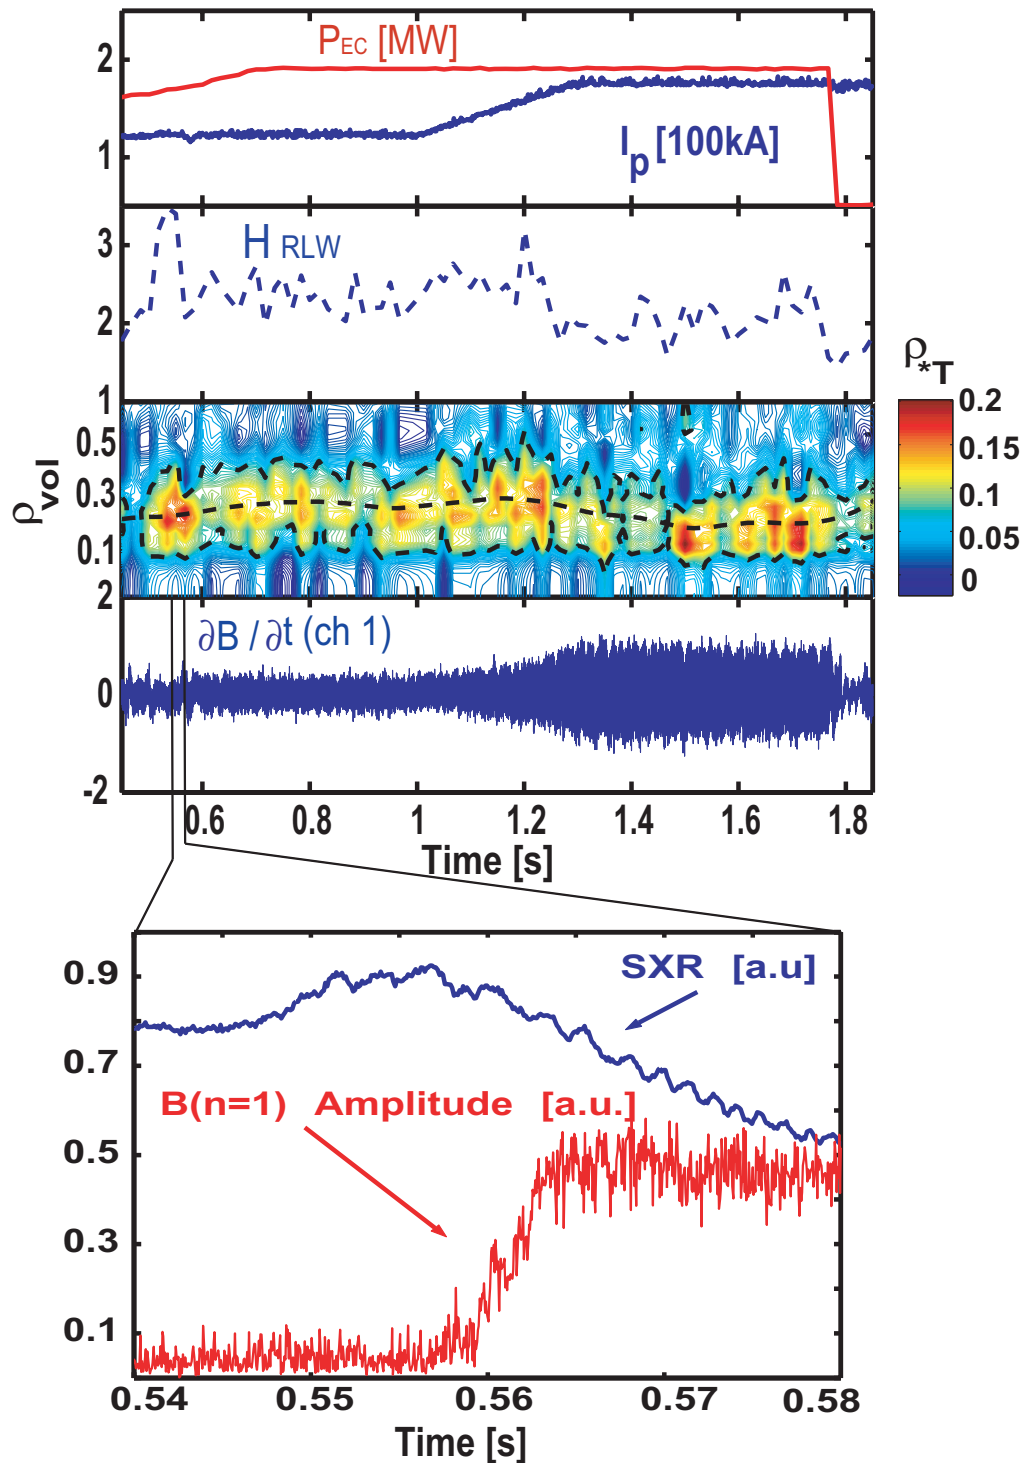 P_EC [MW]
2
1
I_p [100kA]
H RLW
3
2
1
ρ_vol
0.5
0.3
0.1
ρ_*T
0.2
0.15
0.1
0.05
0
∂B / ∂t (ch 1)
2
0
-2
0.6 0.8 1 1.2 1.4 1.6 1.8
Time [s]
SXR [a.u]
B(n=1) Amplitude [a.u.]
0.9
0.7
0.5
0.3
0.1
0.54 0.55 0.56 0.57 0.58
Time [s]